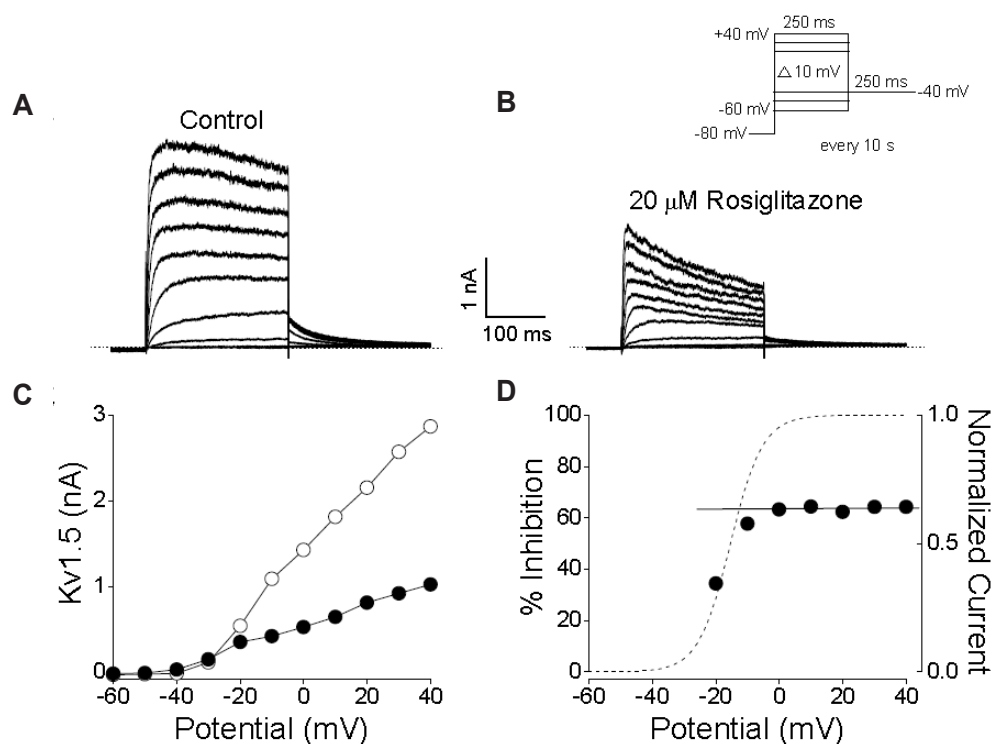 250 ms
+40 mV
△ 10 mV
250 ms
-40 mV
-60 mV
-80 mV
every 10 s
A
Control
B
20 μM Rosiglitazone
1 nA
100 ms
C
3
2
1
0
Kv1.5 (nA)
-60 -40 -20 0 20 40
Potential (mV)
D
100
80
60
40
20
0
% Inhibition
1.0
0.5
0.0
Normalized Current
-60 -40 -20 0 20 40
Potential (mV)